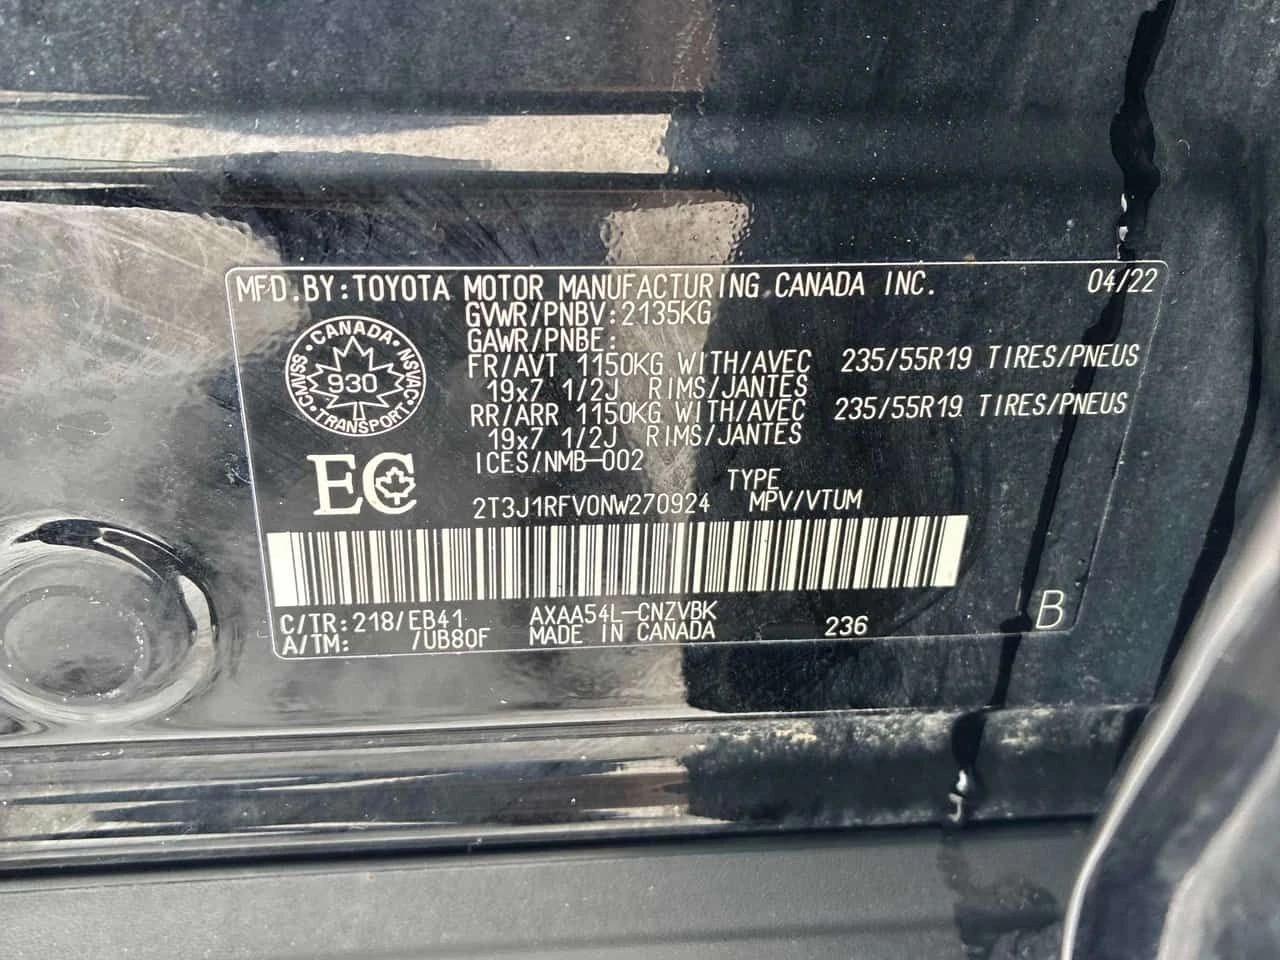 MFD.BY:TOYOTA MOTOR MANUFACTURING CANADA INC. 04/22
GVWR/PNBV:2135KG
GAWR/PNBE:
FR/AVT 1150KG WITH/AVEC 235/55R19 TIRES/PNEUS
19x7 1/2J RIMS/JANTES
RR/ARR 1150KG WITH/AVEC 235/55R19 TIRES/PNEUS
19x7 1/2J RIMS/JANTES
ICES/NMB-002
CANADA • NSVAC • TRANSPORT • CMVSS •
930
EC
TYPE
2T3J1RFV0NW270924 MPV/VTUM
C/TR:218/EB41 AXAA54L-CNZVBK
A/TM: /UB80F MADE IN CANADA 236
B